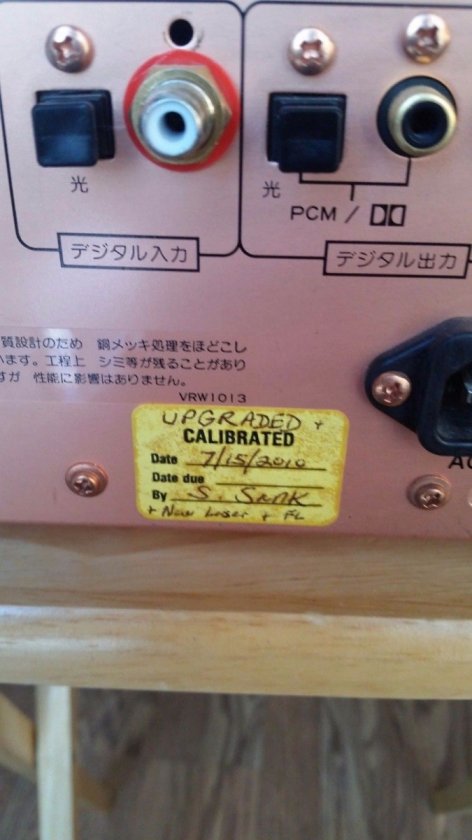 光
光
PCM /
デジタル入力
デジタル出力
質設計のため 銅メッキ処理をほどこし
います。工程上 シミ等が残ることがあり
すが 性能に影響はありません。
VRW1013
AC
UPGRADED +
CALIBRATED
Date 7/15/2010
Date due
By S. Sank
+ New Laser + FL